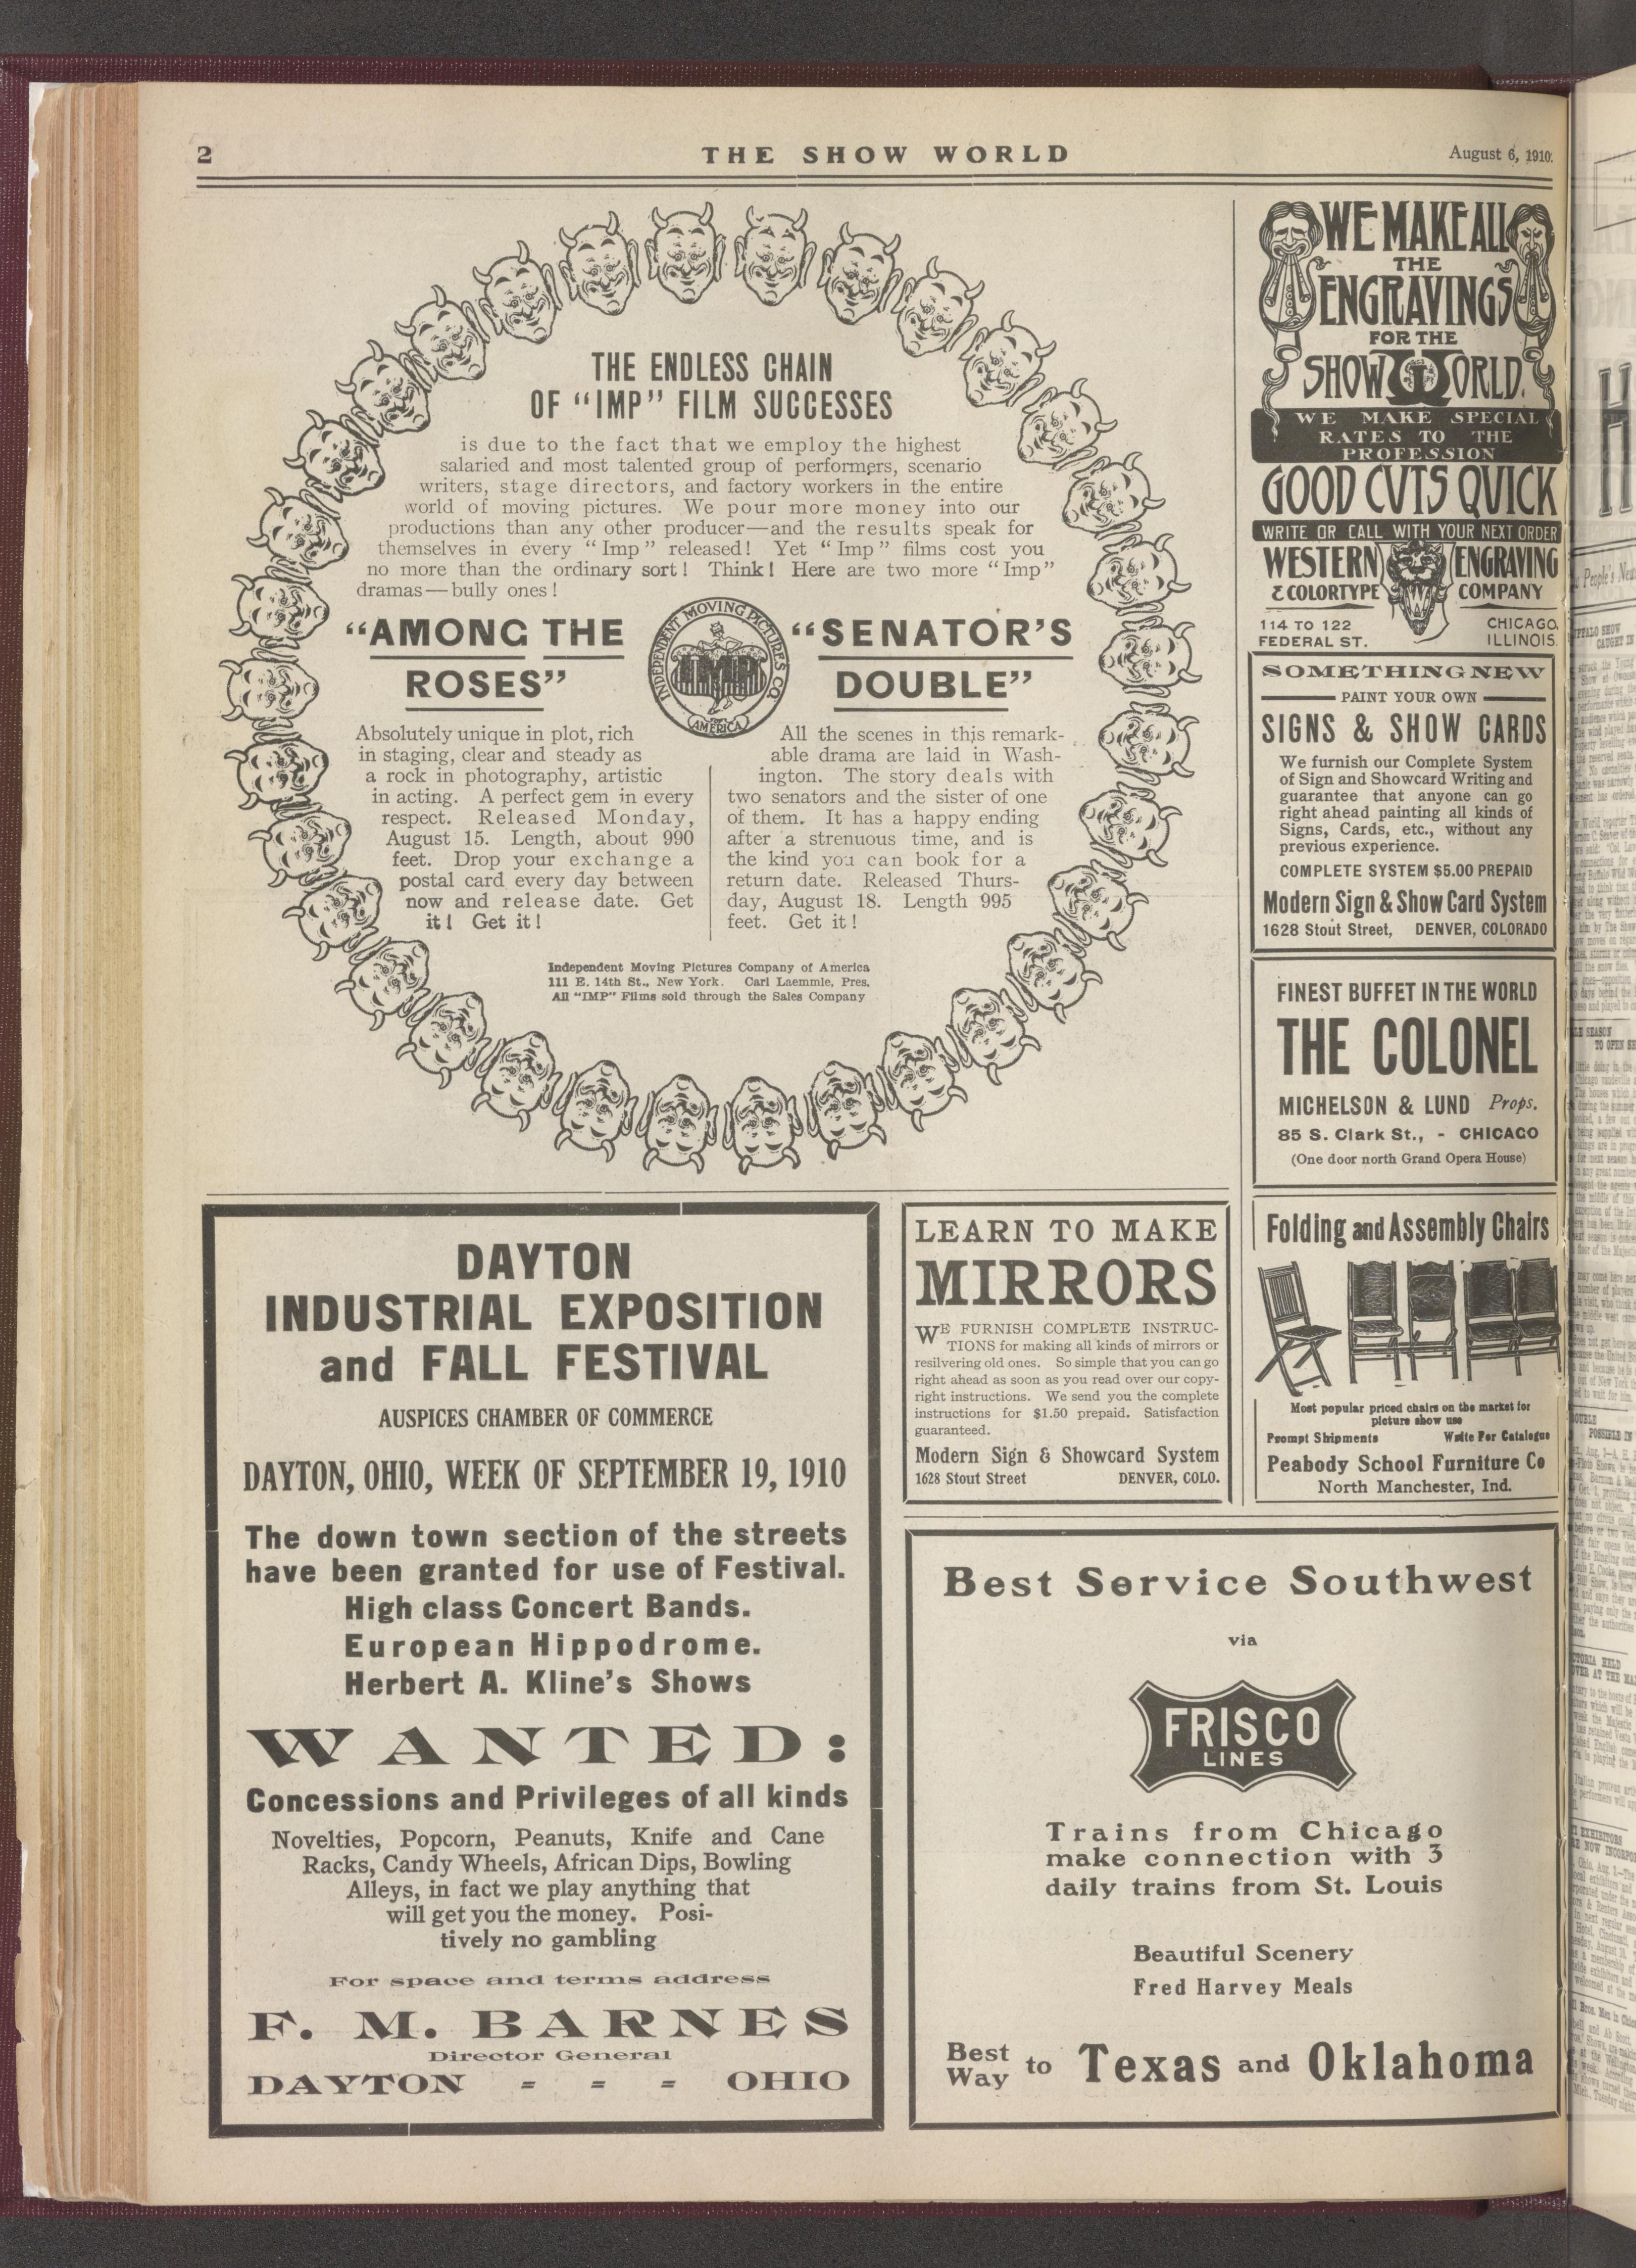 2
THE SHOW WORLD
August 6, 1910.
THE ENDLESS CHAIN
OF “IMP” FILM SUCCESSES
is due to the fact that we employ the highest
salaried and most talented group of performers, scenario
writers, stage directors, and factory workers in the entire
world of moving pictures. We pour more money into our
productions than any other producer—and the results speak for
themselves in every “Imp” released! Yet “Imp” films cost you
no more than the ordinary sort! Think! Here are two more “Imp”
dramas—bully ones!
“AMONG THE
ROSES”
INDEPENDENT MOVING PICTURES CO.
IMP
AMERICA
“SENATOR’S
DOUBLE”
Absolutely unique in plot, rich
in staging, clear and steady as
a rock in photography, artistic
in acting. A perfect gem in every
respect. Released Monday,
August 15. Length, about 990
feet. Drop your exchange a
postal card every day between
now and release date. Get
it! Get it!
All the scenes in this remark-
able drama are laid in Wash-
ington. The story deals with
two senators and the sister of one
of them. It has a happy ending
after a strenuous time, and is
the kind you can book for a
return date. Released Thurs-
day, August 18. Length 995
feet. Get it!
Independent Moving Pictures Company of America
111 E. 14th St., New York. Carl Laemmle, Pres.
All “IMP” Films sold through the Sales Company
WE MAKE ALL
THE
ENGRAVINGS
FOR THE
SHOW WORLD.
WE MAKE SPECIAL
RATES TO THE
PROFESSION
GOOD CUTS QUICK
WRITE OR CALL WITH YOUR NEXT ORDER
WESTERN ENGRAVING
& COLORTYPE COMPANY
114 TO 122
FEDERAL ST.
CHICAGO,
ILLINOIS.
SOMETHING NEW
PAINT YOUR OWN
SIGNS & SHOW CARDS
We furnish our Complete System
of Sign and Showcard Writing and
guarantee that anyone can go
right ahead painting all kinds of
Signs, Cards, etc., without any
previous experience.
COMPLETE SYSTEM $5.00 PREPAID
Modern Sign & Show Card System
1628 Stout Street, DENVER, COLORADO
FINEST BUFFET IN THE WORLD
THE COLONEL
MICHELSON & LUND Props.
85 S. Clark St., - CHICAGO
(One door north Grand Opera House)
DAYTON
INDUSTRIAL EXPOSITION
and FALL FESTIVAL
AUSPICES CHAMBER OF COMMERCE
DAYTON, OHIO, WEEK OF SEPTEMBER 19, 1910
The down town section of the streets
have been granted for use of Festival.
High class Concert Bands.
European Hippodrome.
Herbert A. Kline’s Shows
WANTED:
Concessions and Privileges of all kinds
Novelties, Popcorn, Peanuts, Knife and Cane
Racks, Candy Wheels, African Dips, Bowling
Alleys, in fact we play anything that
will get you the money. Posi-
tively no gambling
For space and terms address
F. M. BARNES
Director General
DAYTON - - - OHIO
LEARN TO MAKE
MIRRORS
WE FURNISH COMPLETE INSTRUC-
TIONS for making all kinds of mirrors or
resilvering old ones. So simple that you can go
right ahead as soon as you read over our copy-
right instructions. We send you the complete
instructions for $1.50 prepaid. Satisfaction
guaranteed.
Modern Sign & Showcard System
1628 Stout Street DENVER, COLO.
Folding and Assembly Chairs
Most popular priced chairs on the market for
picture show use
Prompt Shipments Write For Catalogue
Peabody School Furniture Co
North Manchester, Ind.
Best Service Southwest
via
FRISCO
LINES
Trains from Chicago
make connection with 3
daily trains from St. Louis
Beautiful Scenery
Fred Harvey Meals
Best
Way to Texas and Oklahoma